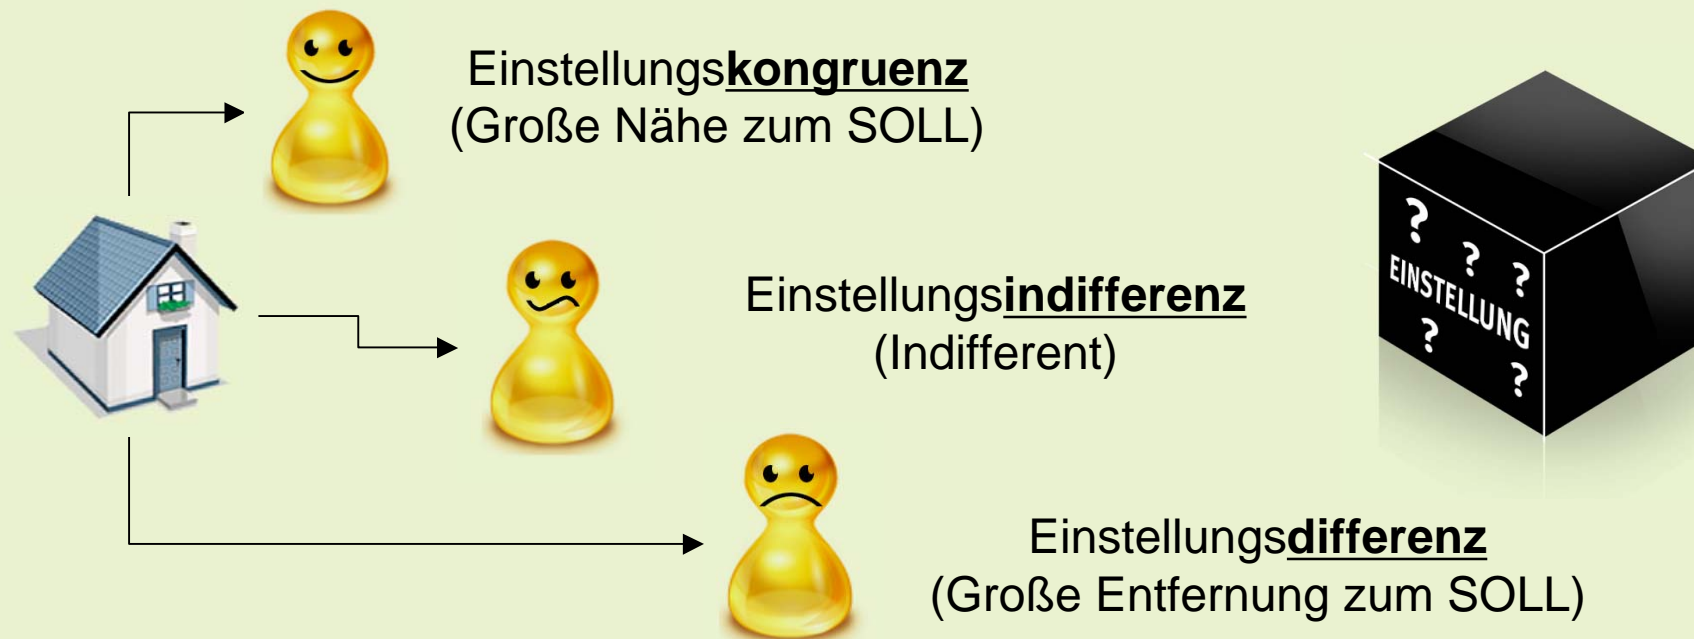 Einstellungskongruenz
(Große Nähe zum SOLL)
Einstellungsindifferenz
(Indifferent)
? ? ?
EINSTELLUNG
? ?
Einstellungsdifferenz
(Große Entfernung zum SOLL)